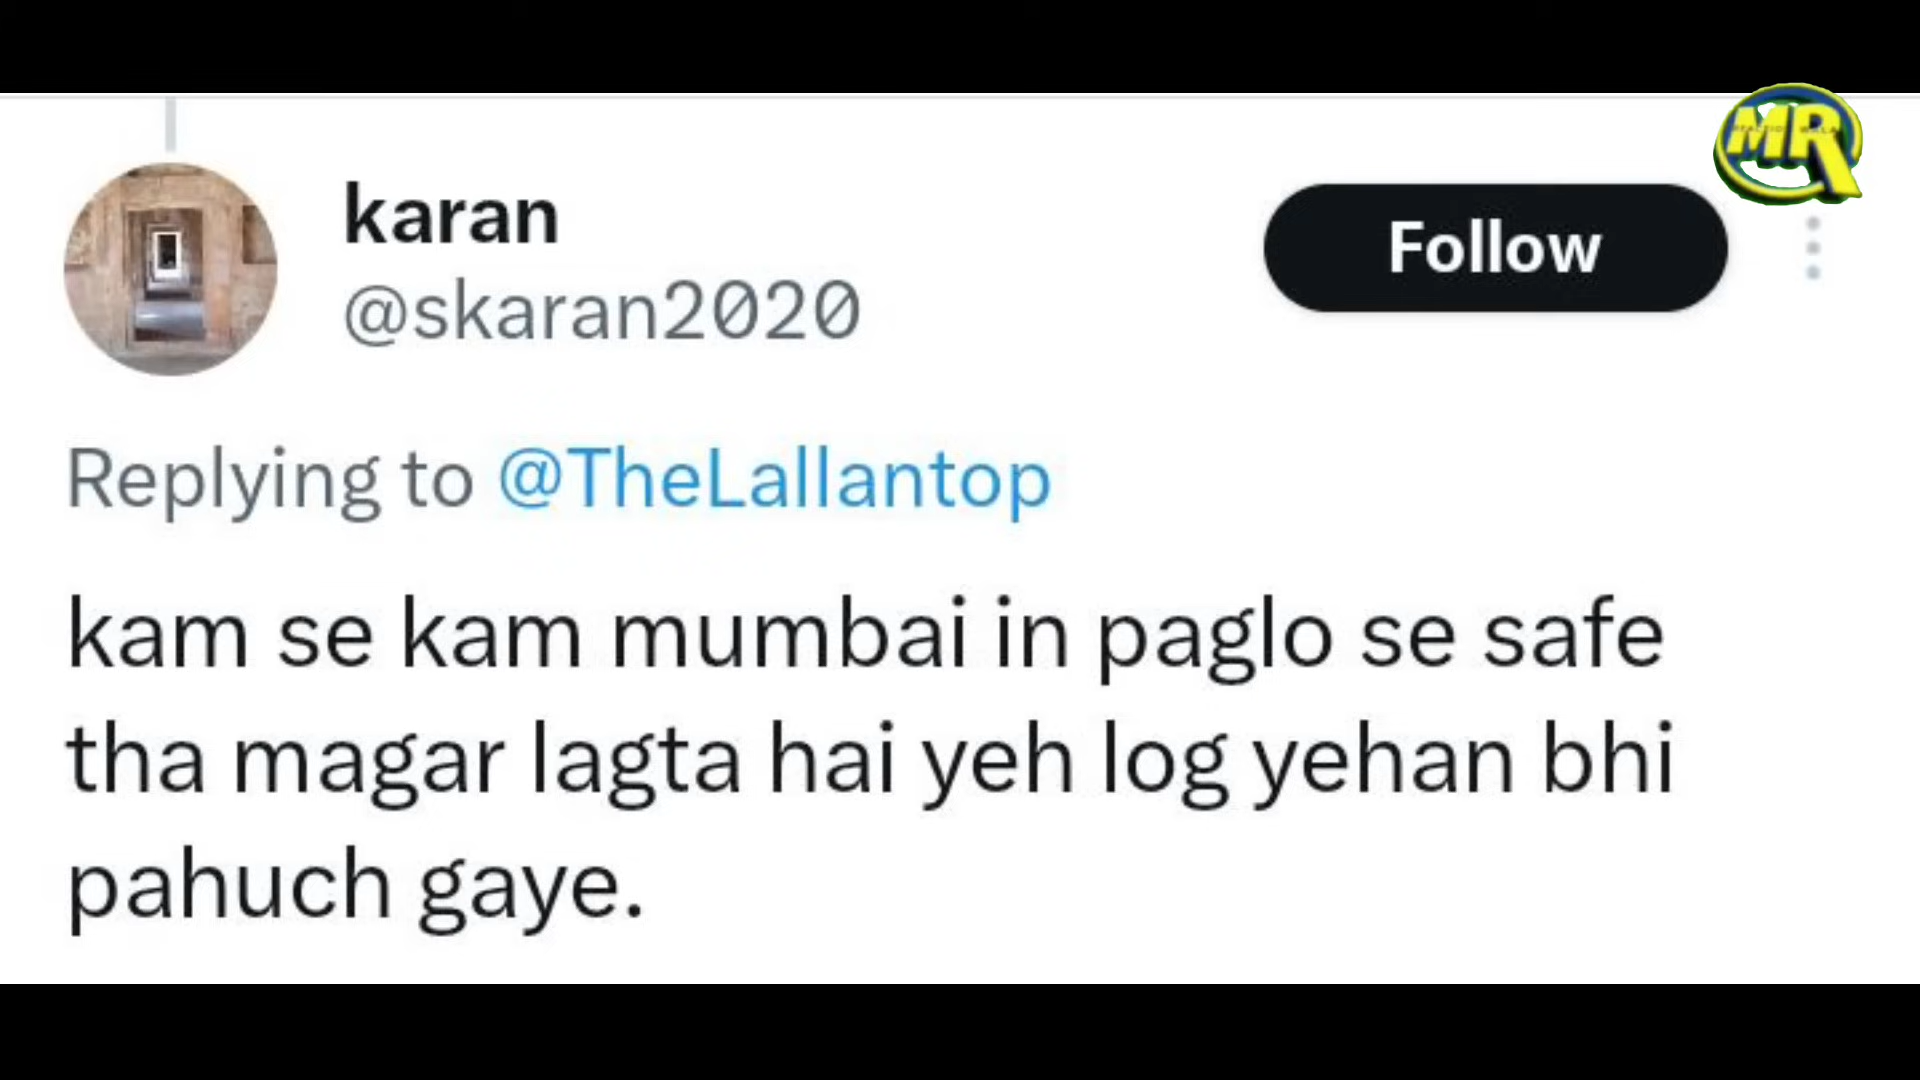 MR
karan
Follow
@skaran2020
Replying to @TheLallantop
kam se kam mumbai in paglo se safe
tha magar lagta hai yeh log yehan bhi
pahuch gaye.